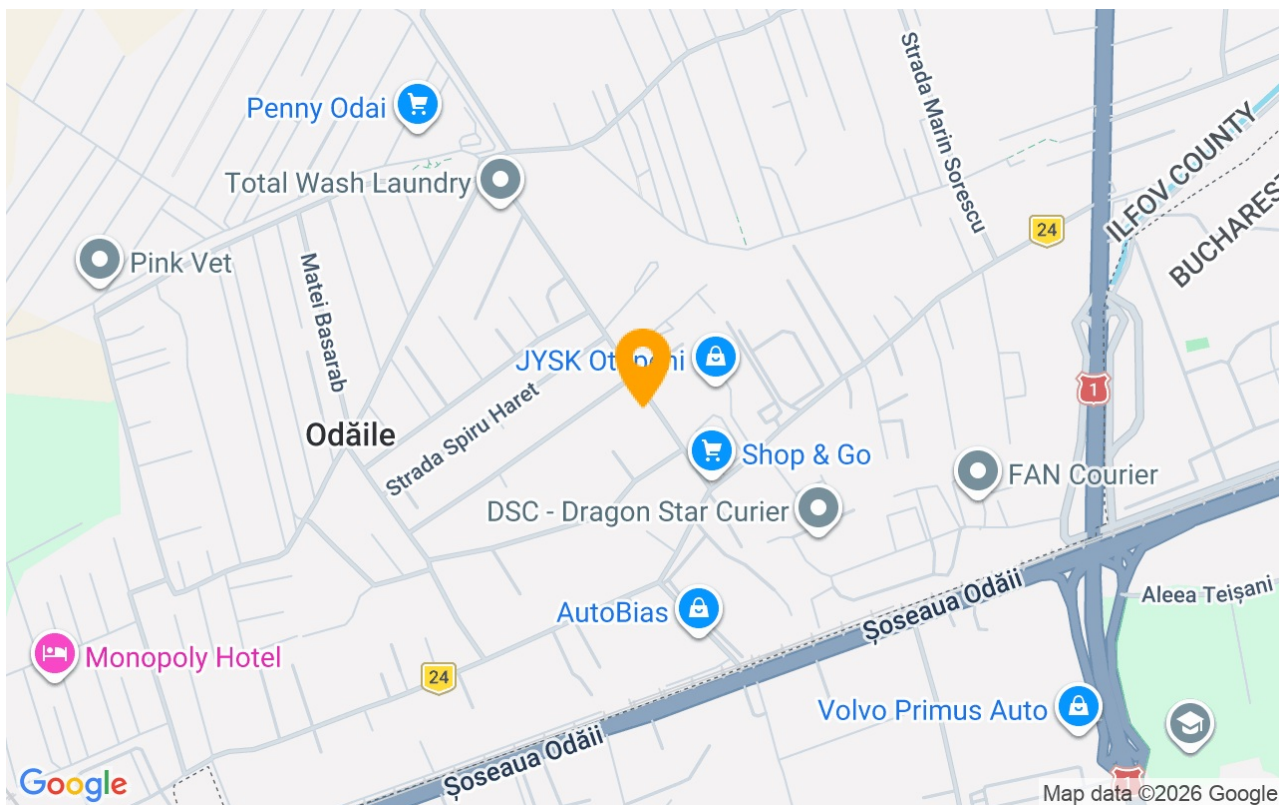 Strada Marin Sorescu
Penny Odai
ILFOV COUNTY
BUCHAREST
Total Wash Laundry
24
Pink Vet
Matei Basarab
JYSK Otopeni
1
Strada Spiru Haret
Odăile
Shop & Go
FAN Courier
DSC - Dragon Star Curier
Șoseaua Odăii
Aleea Teișani
AutoBias
Monopoly Hotel
24
Volvo Primus Auto
Șoseaua Odăii
1
Google
Map data ©2026 Google